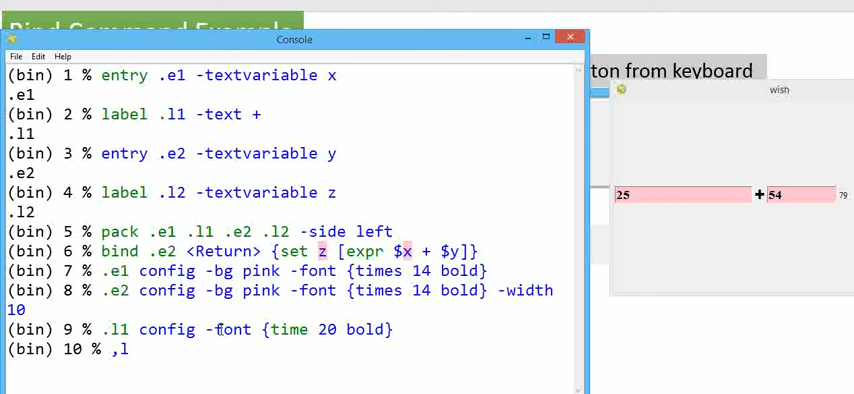 Bind Command Example
Console
File Edit Help
(bin) 1 % entry .e1 -textvariable x
.e1
(bin) 2 % label .l1 -text +
.l1
(bin) 3 % entry .e2 -textvariable y
.e2
(bin) 4 % label .l2 -textvariable z
.l2
(bin) 5 % pack .e1 .l1 .e2 .l2 -side left
(bin) 6 % bind .e2 <Return> {set z [expr $x + $y]}
(bin) 7 % .e1 config -bg pink -font {times 14 bold}
(bin) 8 % .e2 config -bg pink -font {times 14 bold} -width
10
(bin) 9 % .l1 config -font {time 20 bold}
(bin) 10 % ,l
ton from keyboard
wish
25 + 54 79